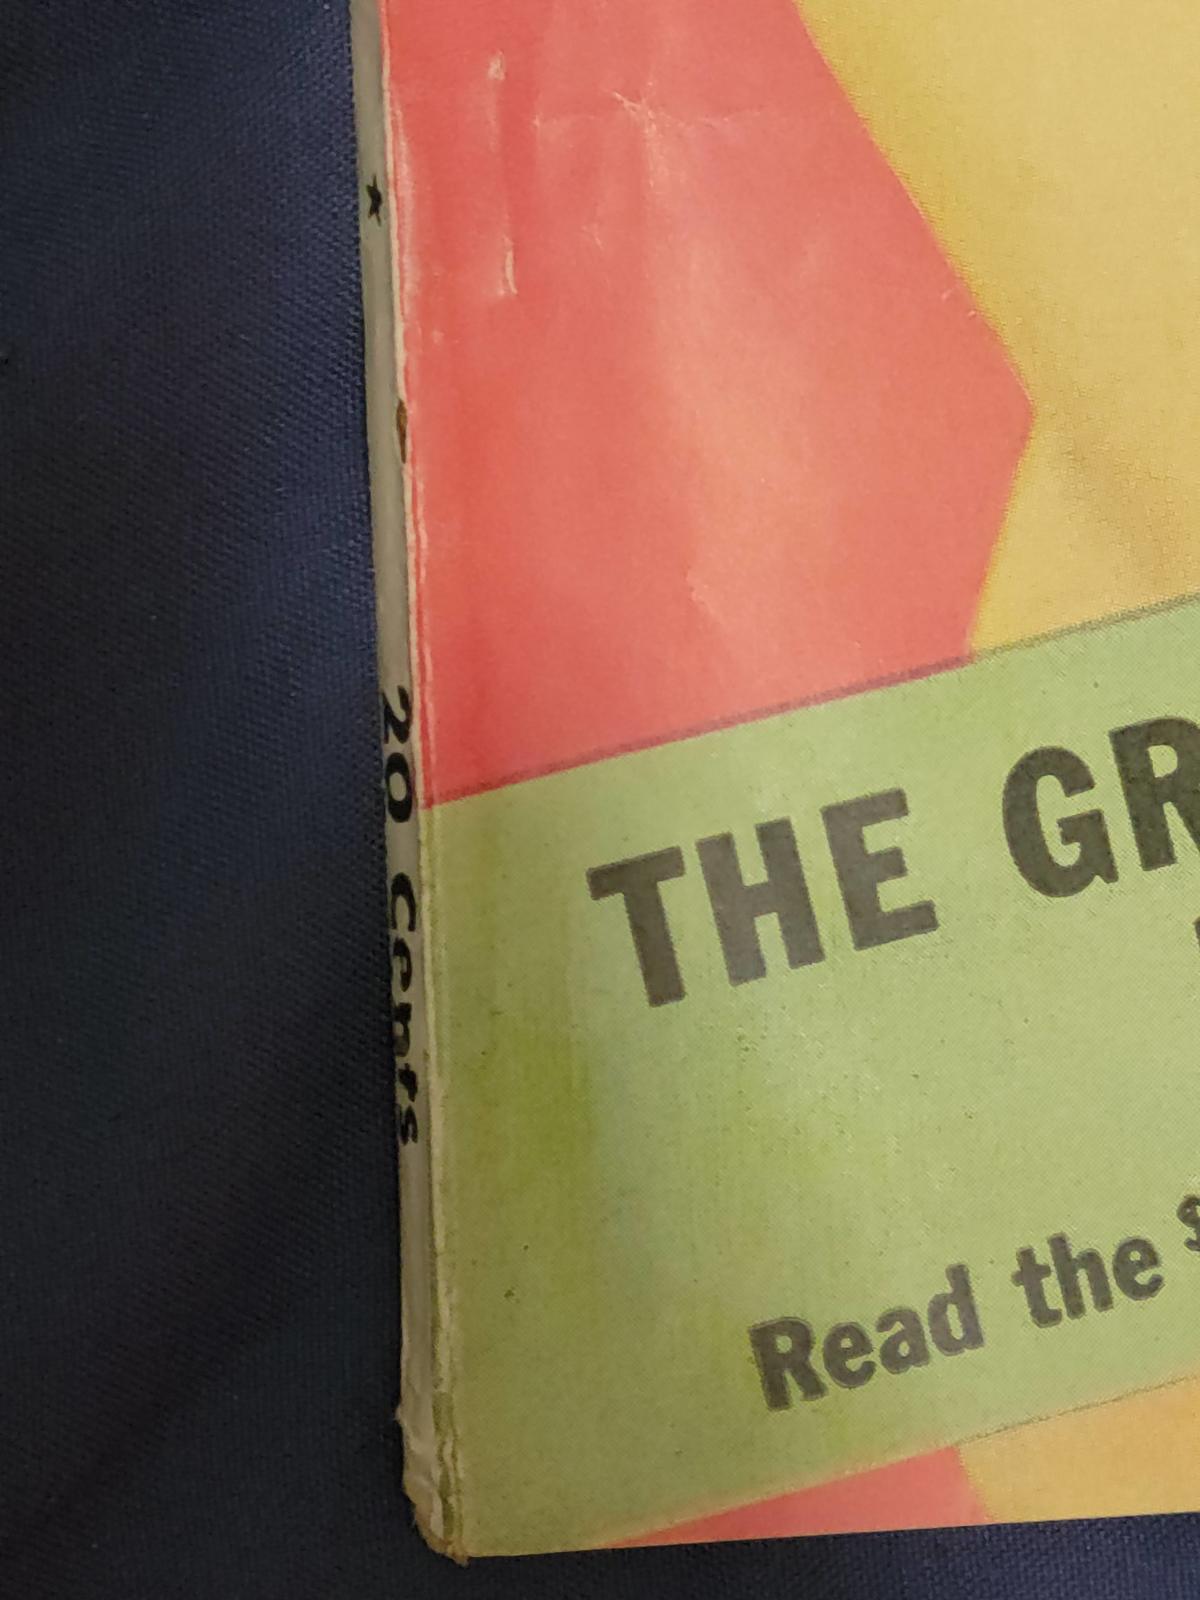 ★
20 Cents
THE GR
Read the $